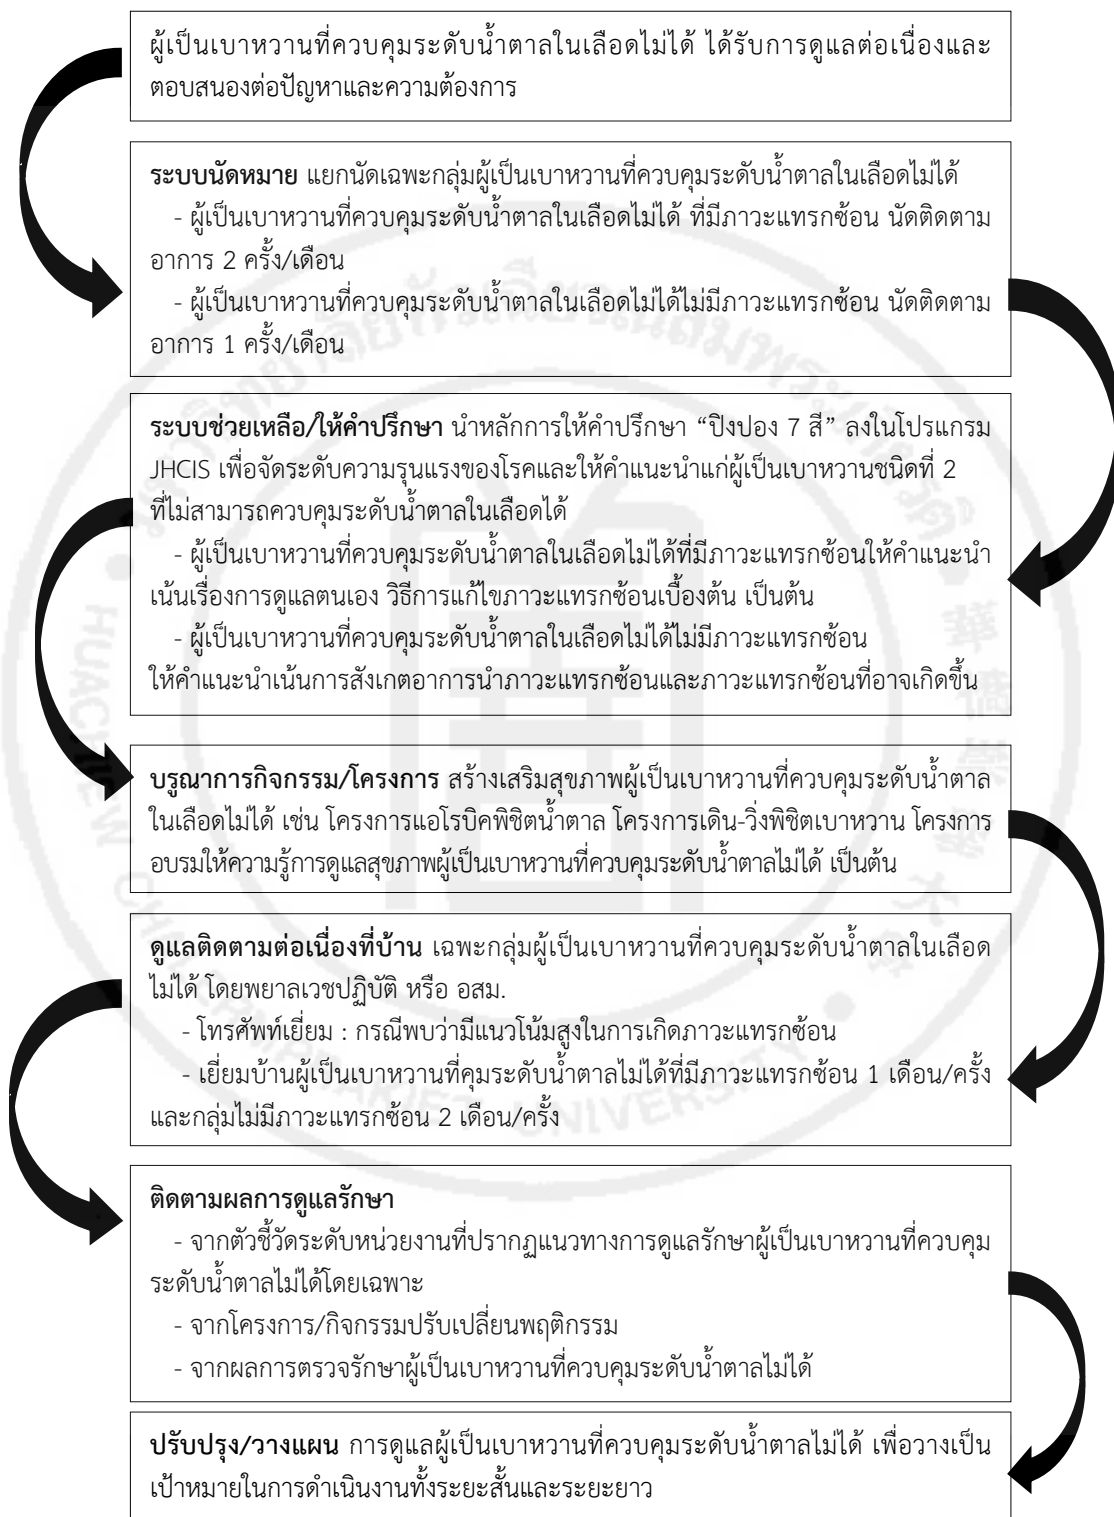 ผู้เป็นเบาหวานที่ควบคุมระดับน้ำตาลในเลือดไม่ได้ ได้รับการดูแลต่อเนื่องและ
ตอบสนองต่อปัญหาและความต้องการ
ระบบนัดหมาย แยกนัดเฉพะกลุ่มผู้เป็นเบาหวานที่ควบคุมระดับน้ำตาลในเลือดไม่ได้
- ผู้เป็นเบาหวานที่ควบคุมระดับน้ำตาลในเลือดไม่ได้ ที่มีภาวะแทรกซ้อน นัดติดตาม
อาการ 2 ครั้ง/เดือน
- ผู้เป็นเบาหวานที่ควบคุมระดับน้ำตาลในเลือดไม่ได้ไม่มีภาวะแทรกซ้อน นัดติดตาม
อาการ 1 ครั้ง/เดือน
ระบบช่วยเหลือ/ให้คำปรึกษา นำหลักการให้คำปรึกษา “ปิงปอง 7 สี” ลงในโปรแกรม
JHCIS เพื่อจัดระดับความรุนแรงของโรคและให้คำแนะนำแก่ผู้เป็นเบาหวานชนิดที่ 2
ที่ไม่สามารถควบคุมระดับน้ำตาลในเลือดได้
- ผู้เป็นเบาหวานที่ควบคุมระดับน้ำตาลในเลือดไม่ได้ที่มีภาวะแทรกซ้อนให้คำแนะนำ
เน้นเรื่องการดูแลตนเอง วิธีการแก้ไขภาวะแทรกซ้อนเบื้องต้น เป็นต้น
- ผู้เป็นเบาหวานที่ควบคุมระดับน้ำตาลในเลือดไม่ได้ไม่มีภาวะแทรกซ้อน
ให้คำแนะนำเน้นการสังเกตอาการนำภาวะแทรกซ้อนและภาวะแทรกซ้อนที่อาจเกิดขึ้น
บรูณาการกิจกรรม/โครงการ สร้างเสริมสุขภาพผู้เป็นเบาหวานที่ควบคุมระดับน้ำตาล
ในเลือดไม่ได้ เช่น โครงการแอโรบิคพิชิตน้ำตาล โครงการเดิน-วิ่งพิชิตเบาหวาน โครงการ
อบรมให้ความรู้การดูแลสุขภาพผู้เป็นเบาหวานที่ควบคุมระดับน้ำตาลไม่ได้ เป็นต้น
ดูแลติดตามต่อเนื่องที่บ้าน เฉพะกลุ่มผู้เป็นเบาหวานที่ควบคุมระดับน้ำตาลในเลือด
ไม่ได้ โดยพยาลเวชปฏิบัติ หรือ อสม.
- โทรศัพท์เยี่ยม : กรณีพบว่ามีแนวโน้มสูงในการเกิดภาวะแทรกซ้อน
- เยี่ยมบ้านผู้เป็นเบาหวานที่คุมระดับน้ำตาลไม่ได้ที่มีภาวะแทรกซ้อน 1 เดือน/ครั้ง
และกลุ่มไม่มีภาวะแทรกซ้อน 2 เดือน/ครั้ง
ติดตามผลการดูแลรักษา
- จากตัวชี้วัดระดับหน่วยงานที่ปรากฏแนวทางการดูแลรักษาผู้เป็นเบาหวานที่ควบคุม
ระดับน้ำตาลไม่ได้โดยเฉพาะ
- จากโครงการ/กิจกรรมปรับเปลี่ยนพฤติกรรม
- จากผลการตรวจรักษาผู้เป็นเบาหวานที่ควบคุมระดับน้ำตาลไม่ได้
ปรับปรุง/วางแผน การดูแลผู้เป็นเบาหวานที่ควบคุมระดับน้ำตาลไม่ได้ เพื่อวางเป็น
เป้าหมายในการดำเนินงานทั้งระยะสั้นและระยะยาว
HUACHIEW CHALERMPRAKIET UNIVERSITY